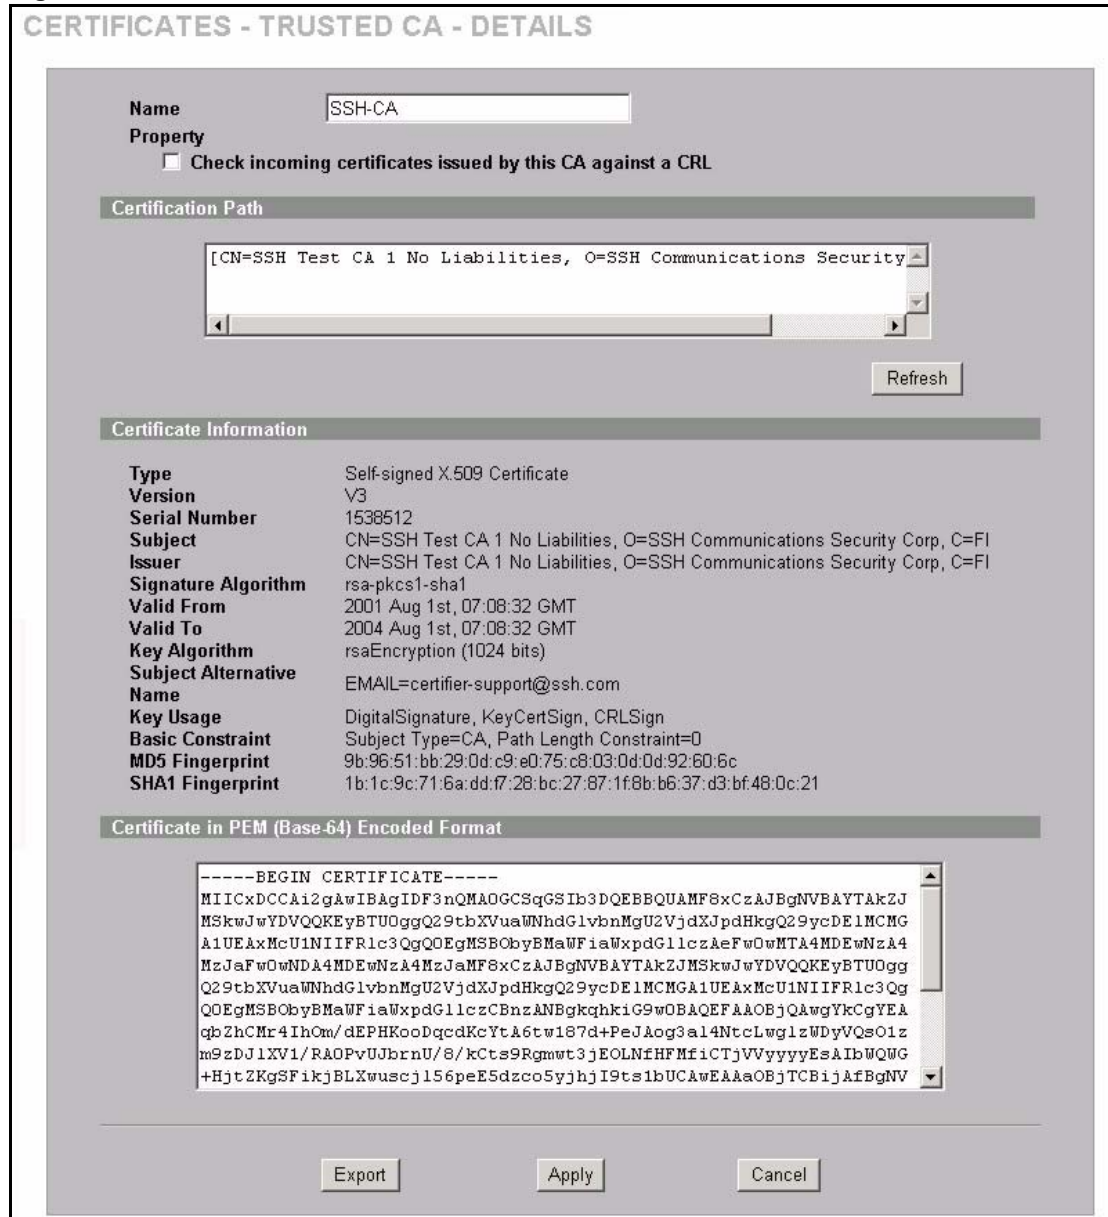 CERTIFICATES - TRUSTED CA - DETAILS
Name SSH-CA
Property
Check incoming certificates issued by this CA against a CRL
Certification Path
[CN=SSH Test CA 1 No Liabilities, O=SSH Communications Security
Refresh
Certificate Information
Type Self-signed X.509 Certificate
Version V3
Serial Number 1538512
Subject CN=SSH Test CA 1 No Liabilities, O=SSH Communications Security Corp, C=FI
Issuer CN=SSH Test CA 1 No Liabilities, O=SSH Communications Security Corp, C=FI
Signature Algorithm rsa-pkcs1-sha1
Valid From 2001 Aug 1st, 07:08:32 GMT
Valid To 2004 Aug 1st, 07:08:32 GMT
Key Algorithm rsaEncryption (1024 bits)
Subject Alternative
Name EMAIL=certifier-support@ssh.com
Key Usage DigitalSignature, KeyCertSign, CRLSign
Basic Constraint Subject Type=CA, Path Length Constraint=0
MD5 Fingerprint 9b:96:51:bb:29:0d:c9:e0:75:c8:03:0d:0d:92:60:6c
SHA1 Fingerprint 1b:1c:9c:71:6a:dd:f7:28:bc:27:87:1f:8b:b6:37:d3:bf:48:0c:21
Certificate in PEM (Base-64) Encoded Format
-----BEGIN CERTIFICATE-----
MIICxDCCAi2gAwIBAgIDF3nQMA0GCSqGSIb3DQEBBQUAMF8xCzAJBgNVBAYTAkZJ
MSkwJwYDVQQKEyBTU0ggQ29tbXVuaWNhdGlvbnMgU2VjdXJpdHkgQ29ycDElMCMG
A1UEAxMcU1NIIFRlc3QgQ0EgMSBObyBMaWFiaWxpdGllczAeFw0wMTA4MDEwNzA4
MzJaFw0wNDA4MDEwNzA4MzJaMF8xCzAJBgNVBAYTAkZJMSkwJwYDVQQKEyBTU0gg
Q29tbXVuaWNhdGlvbnMgU2VjdXJpdHkgQ29ycDElMCMGA1UEAxMcU1NIIFRlc3Qg
Q0EgMSBObyBMaWFiaWxpdGllczCBnzANBgkqhkiG9w0BAQEFAAOBjQAwgYkCgYEA
qbZhCMr4IhOm/dEPHKooDqcdKcYtA6tw187d+PeJAog3al4NtcLwglzWDyVQsO1z
m9zDJlXV1/RA0PvUJbrnU/8/kCts9Rgmwt3jEOLNfHFMfiCTjVVyyyyEsAIbWQWG
+HjtZKgSFikjBLXwuscjl56peE5dzco5yjhjI9ts1bUCAwEAAaOBjTCBijAfBgNV
Export Apply Cancel